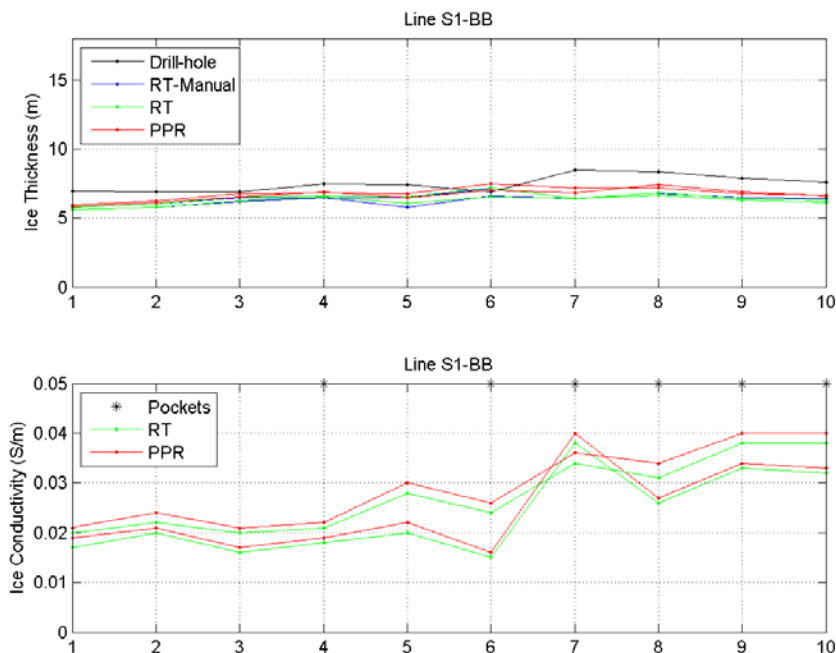 Line S1-BB
Ice Thickness (m)
15
10
5
0
Drill-hole
RT-Manual
RT
PPR
1 2 3 4 5 6 7 8 9 10
Line S1-BB
Ice Conductivity (S/m)
0.05
0.04
0.03
0.02
0.01
0
Pockets
RT
PPR
1 2 3 4 5 6 7 8 9 10